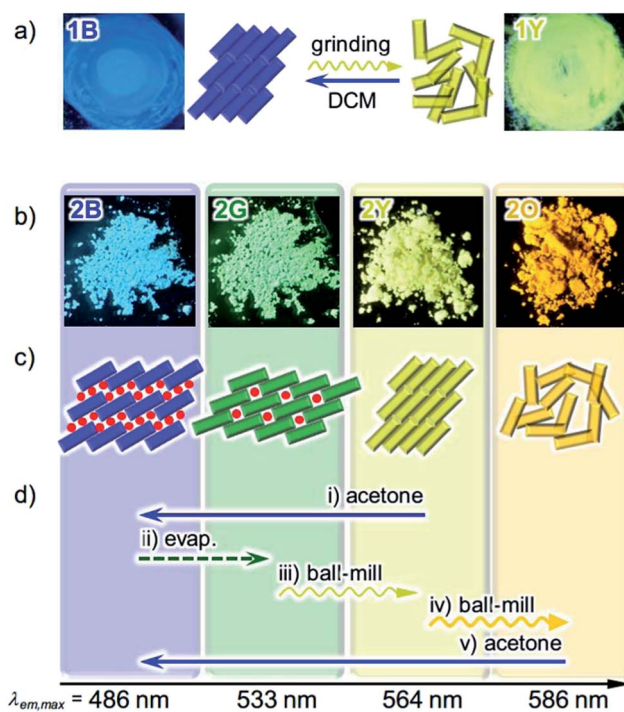 a)
1B
grinding
DCM
1Y
b)
2B
2G
2Y
2O
c)
d)
i) acetone
ii) evap.
iii) ball-mill
iv) ball-mill
v) acetone
λem,max = 486 nm 533 nm 564 nm 586 nm